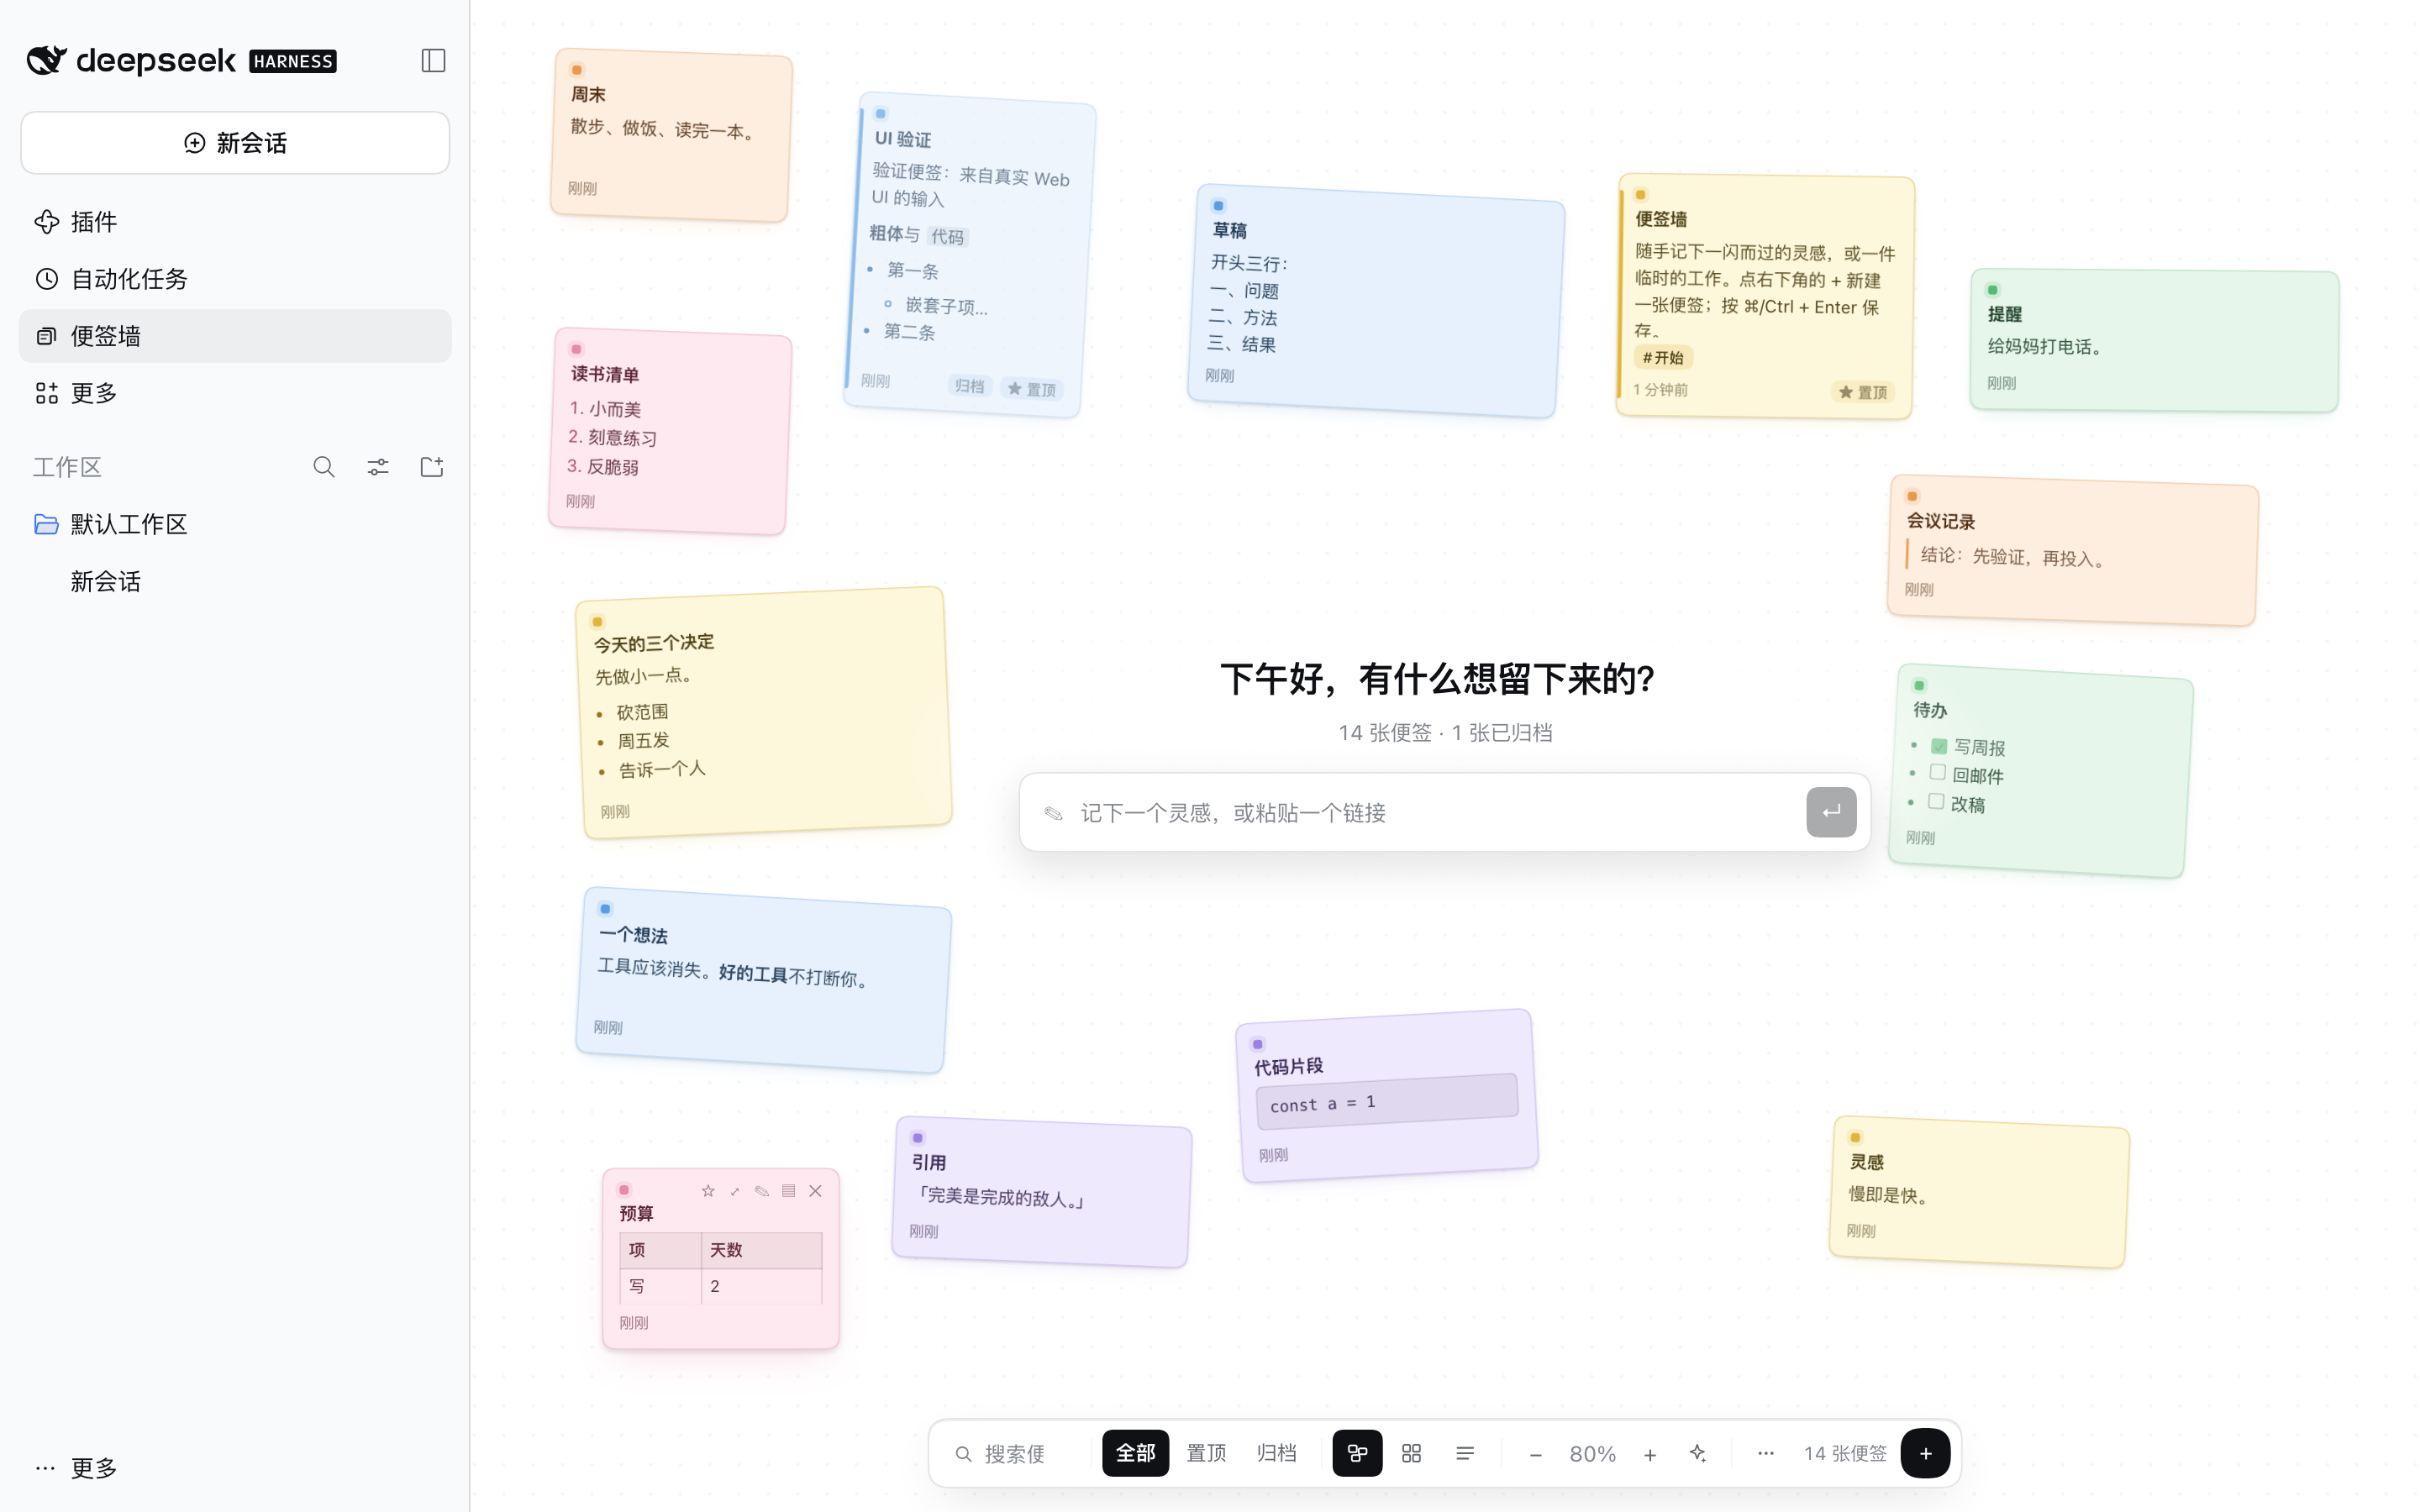 deepseek HARNESS
新会话
插件
自动化任务
便签墙
更多
工作区
默认工作区
新会话
更多
周末
散步、做饭、读完一本。
刚刚
UI 验证
验证便签：来自真实 Web
UI 的输入
粗体与 代码
第一条
嵌套子项...
第二条
刚刚 归档 置顶
草稿
开头三行：
一、问题
二、方法
三、结果
刚刚
便签墙
随手记下一闪而过的灵感，或一件
临时的工作。点右下角的 + 新建
一张便签；按 ⌘/Ctrl + Enter 保
存。
#开始
1 分钟前 置顶
提醒
给妈妈打电话。
刚刚
读书清单
1. 小而美
2. 刻意练习
3. 反脆弱
刚刚
会议记录
结论：先验证，再投入。
刚刚
今天的三个决定
先做小一点。
砍范围
周五发
告诉一个人
刚刚
下午好，有什么想留下来的?
14 张便签 · 1 张已归档
记下一个灵感，或粘贴一个链接
待办
写周报
回邮件
改稿
刚刚
一个想法
工具应该消失。好的工具不打断你。
刚刚
代码片段
const a = 1
刚刚
引用
「完美是完成的敌人。」
刚刚
灵感
慢即是快。
刚刚
预算
项 天数
写 2
刚刚
搜索便 全部 置顶 归档 − 80% + ··· 14 张便签 +